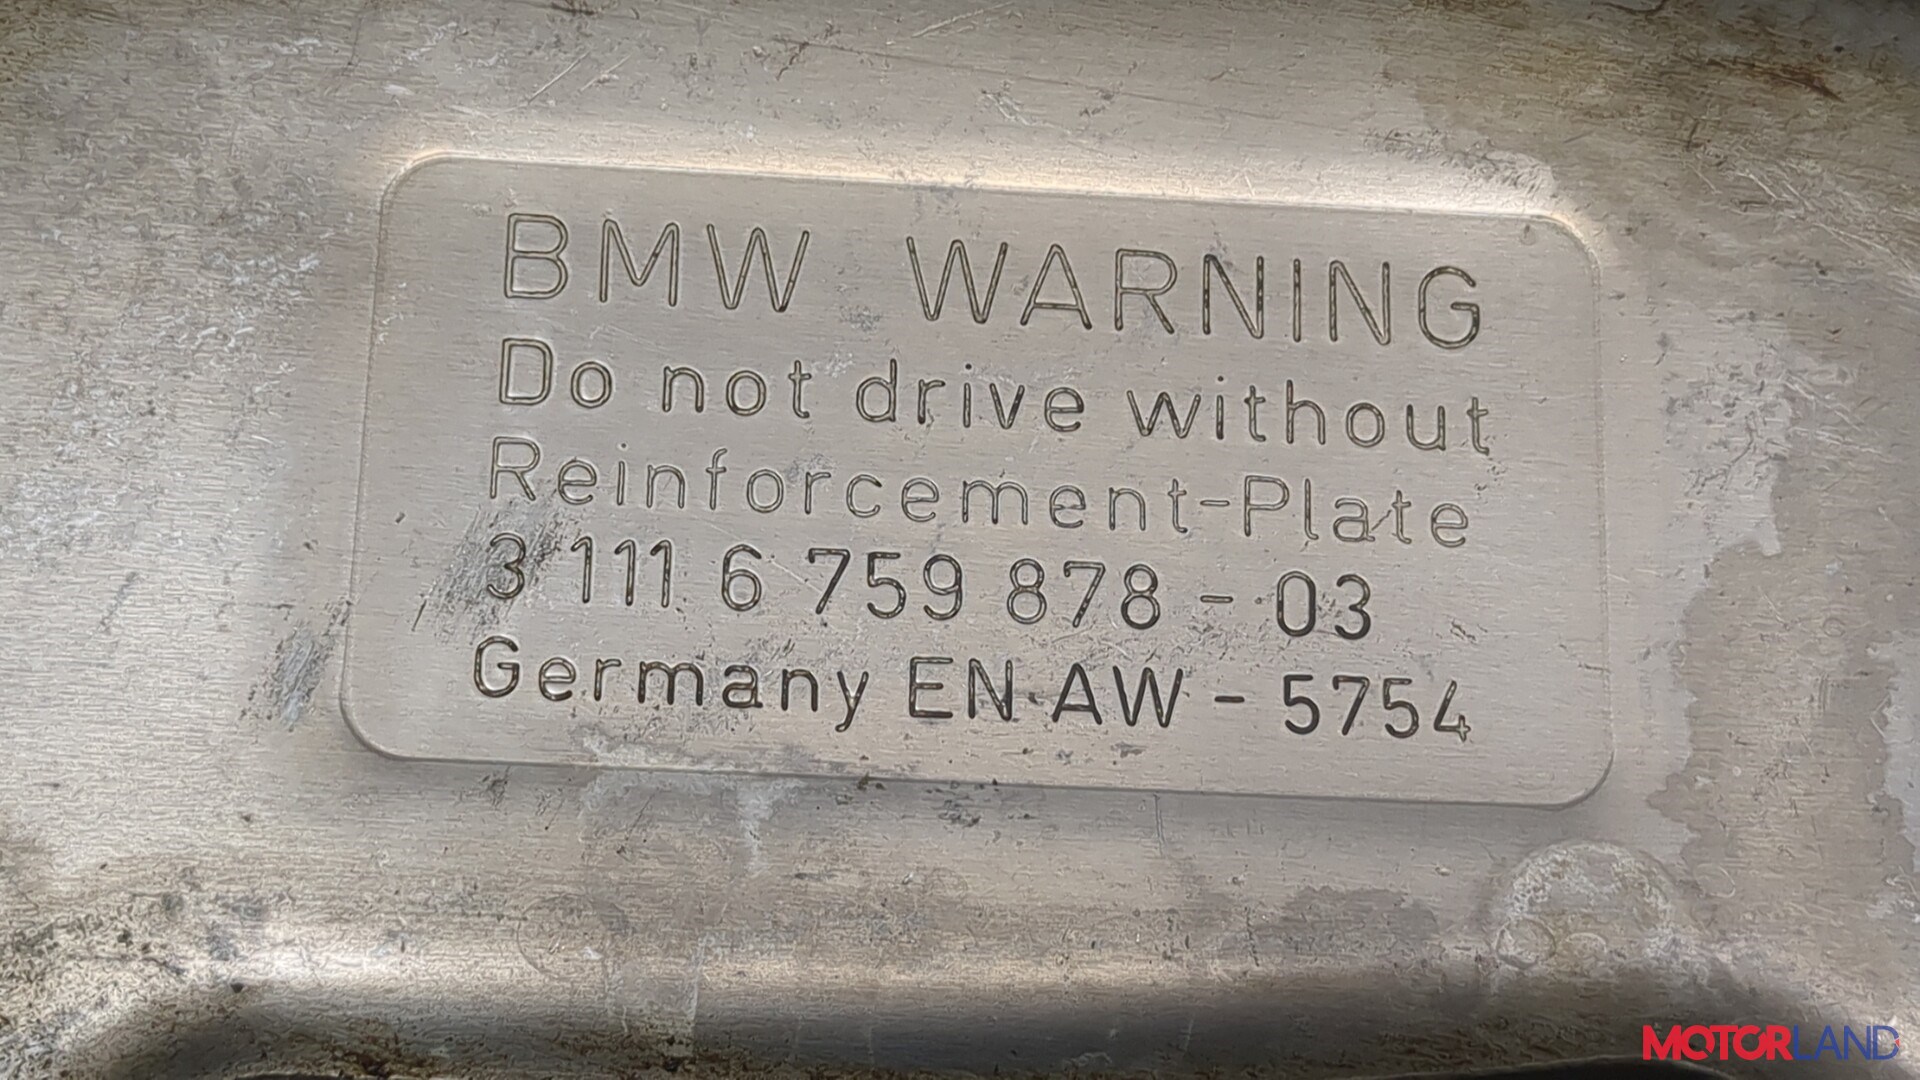 BMW WARNING
Do not drive without
Reinforcement-Plate
3 111 6 759 878 - 03
Germany EN AW - 5754
MOTORLAND